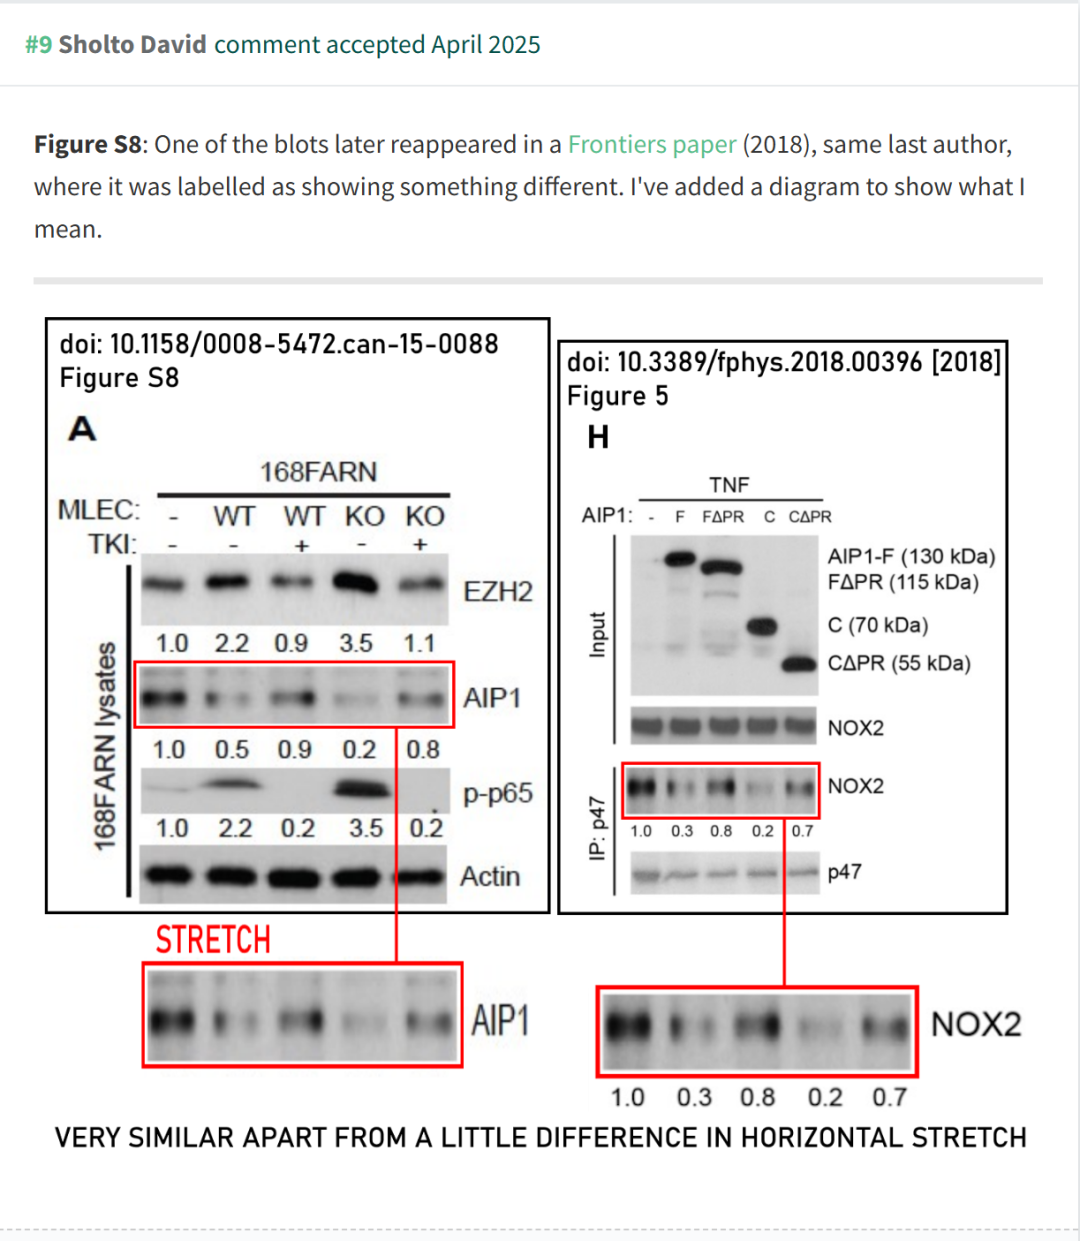 #9 Sholto David comment accepted April 2025
Figure S8: One of the blots later reappeared in a Frontiers paper (2018), same last author,
where it was labelled as showing something different. I've added a diagram to show what I
mean.
doi: 10.1158/0008-5472.can-15-0088
Figure S8
A
168FARN
MLEC: - WT WT KO KO
TKI: - - + - +
168FARN lysates
EZH2
1.0 2.2 0.9 3.5 1.1
AIP1
1.0 0.5 0.9 0.2 0.8
p-p65
1.0 2.2 0.2 3.5 0.2
Actin
STRETCH
AIP1
doi: 10.3389/fphys.2018.00396 [2018]
Figure 5
H
TNF
AIP1: - F FΔPR C CΔPR
Input
AIP1-F (130 kDa)
FΔPR (115 kDa)
C (70 kDa)
CΔPR (55 kDa)
NOX2
IP: p47
NOX2
1.0 0.3 0.8 0.2 0.7
p47
NOX2
1.0 0.3 0.8 0.2 0.7
VERY SIMILAR APART FROM A LITTLE DIFFERENCE IN HORIZONTAL STRETCH